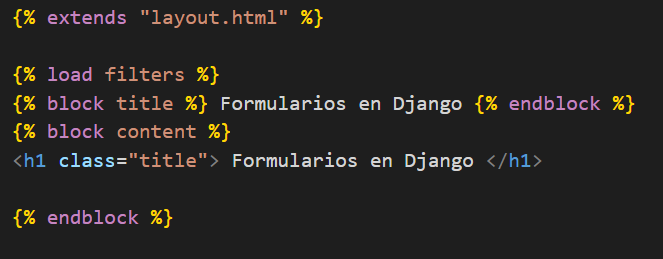 {% extends "layout.html" %}
{% load filters %}
{% block title %} Formularios en Django {% endblock %}
{% block content %}
<h1 class="title"> Formularios en Django </h1>
{% endblock %}